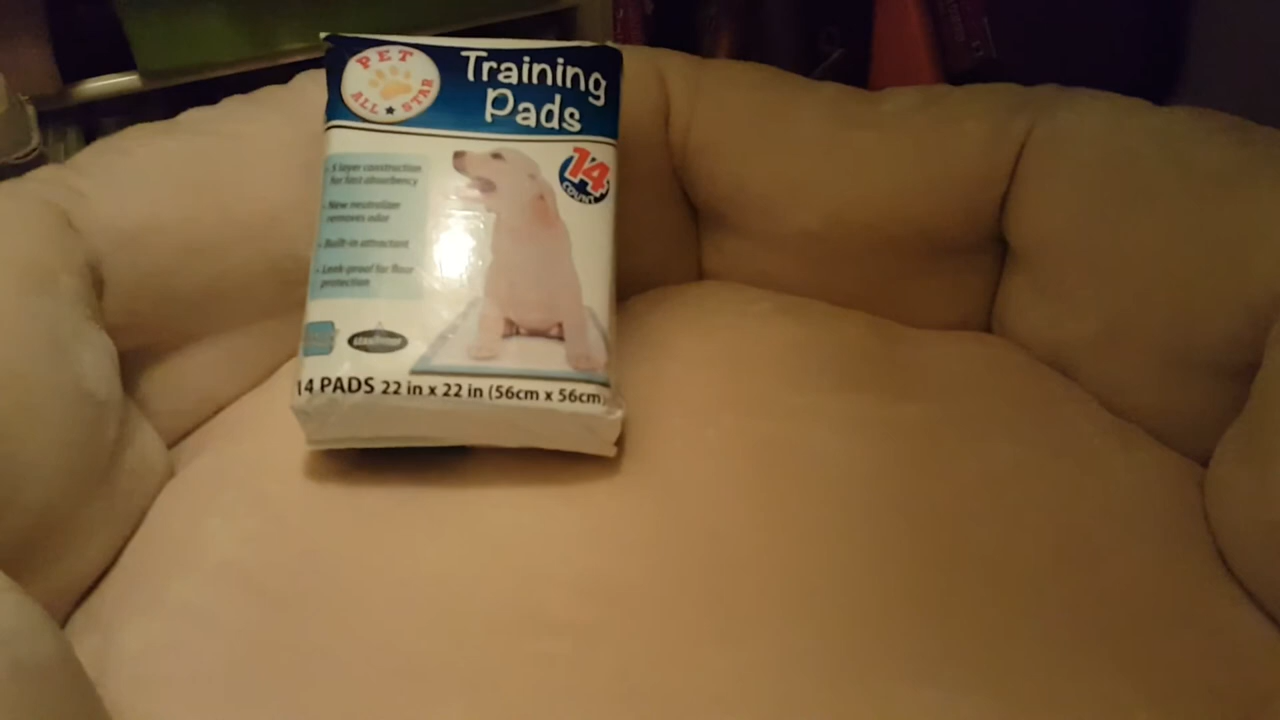 PET
ALL ★ STAR
Training
Pads
14
COUNT
• 5 layer construction
for fast absorbency
• New neutralizer
removes odor
• Built-in attractant
• Leak-proof for floor
protection
14 PADS 22 in x 22 in (56cm x 56cm)